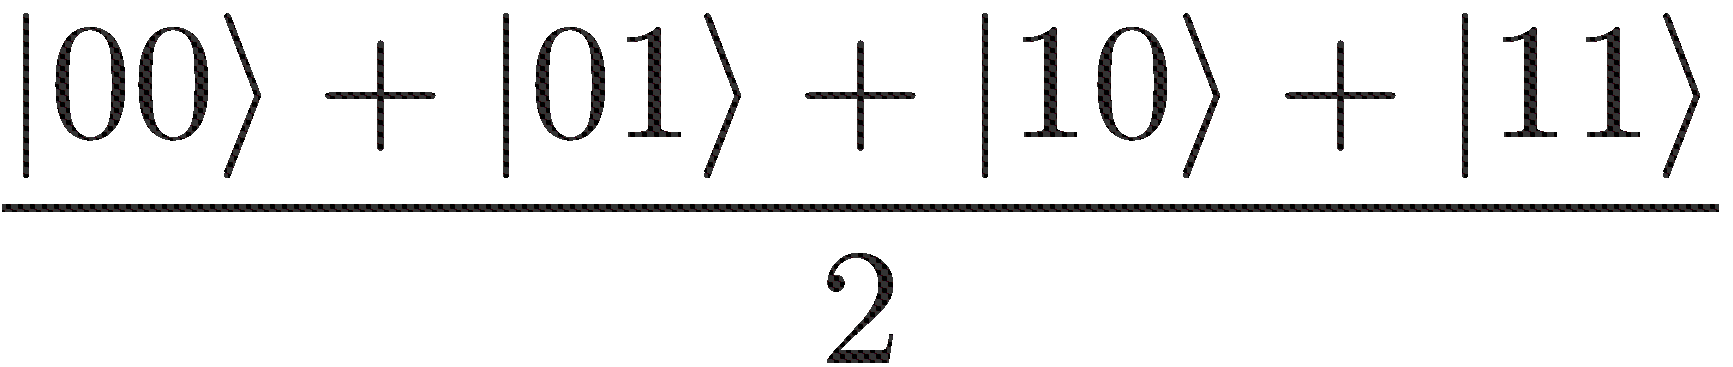 |00⟩ + |01⟩ + |10⟩ + |11⟩
2